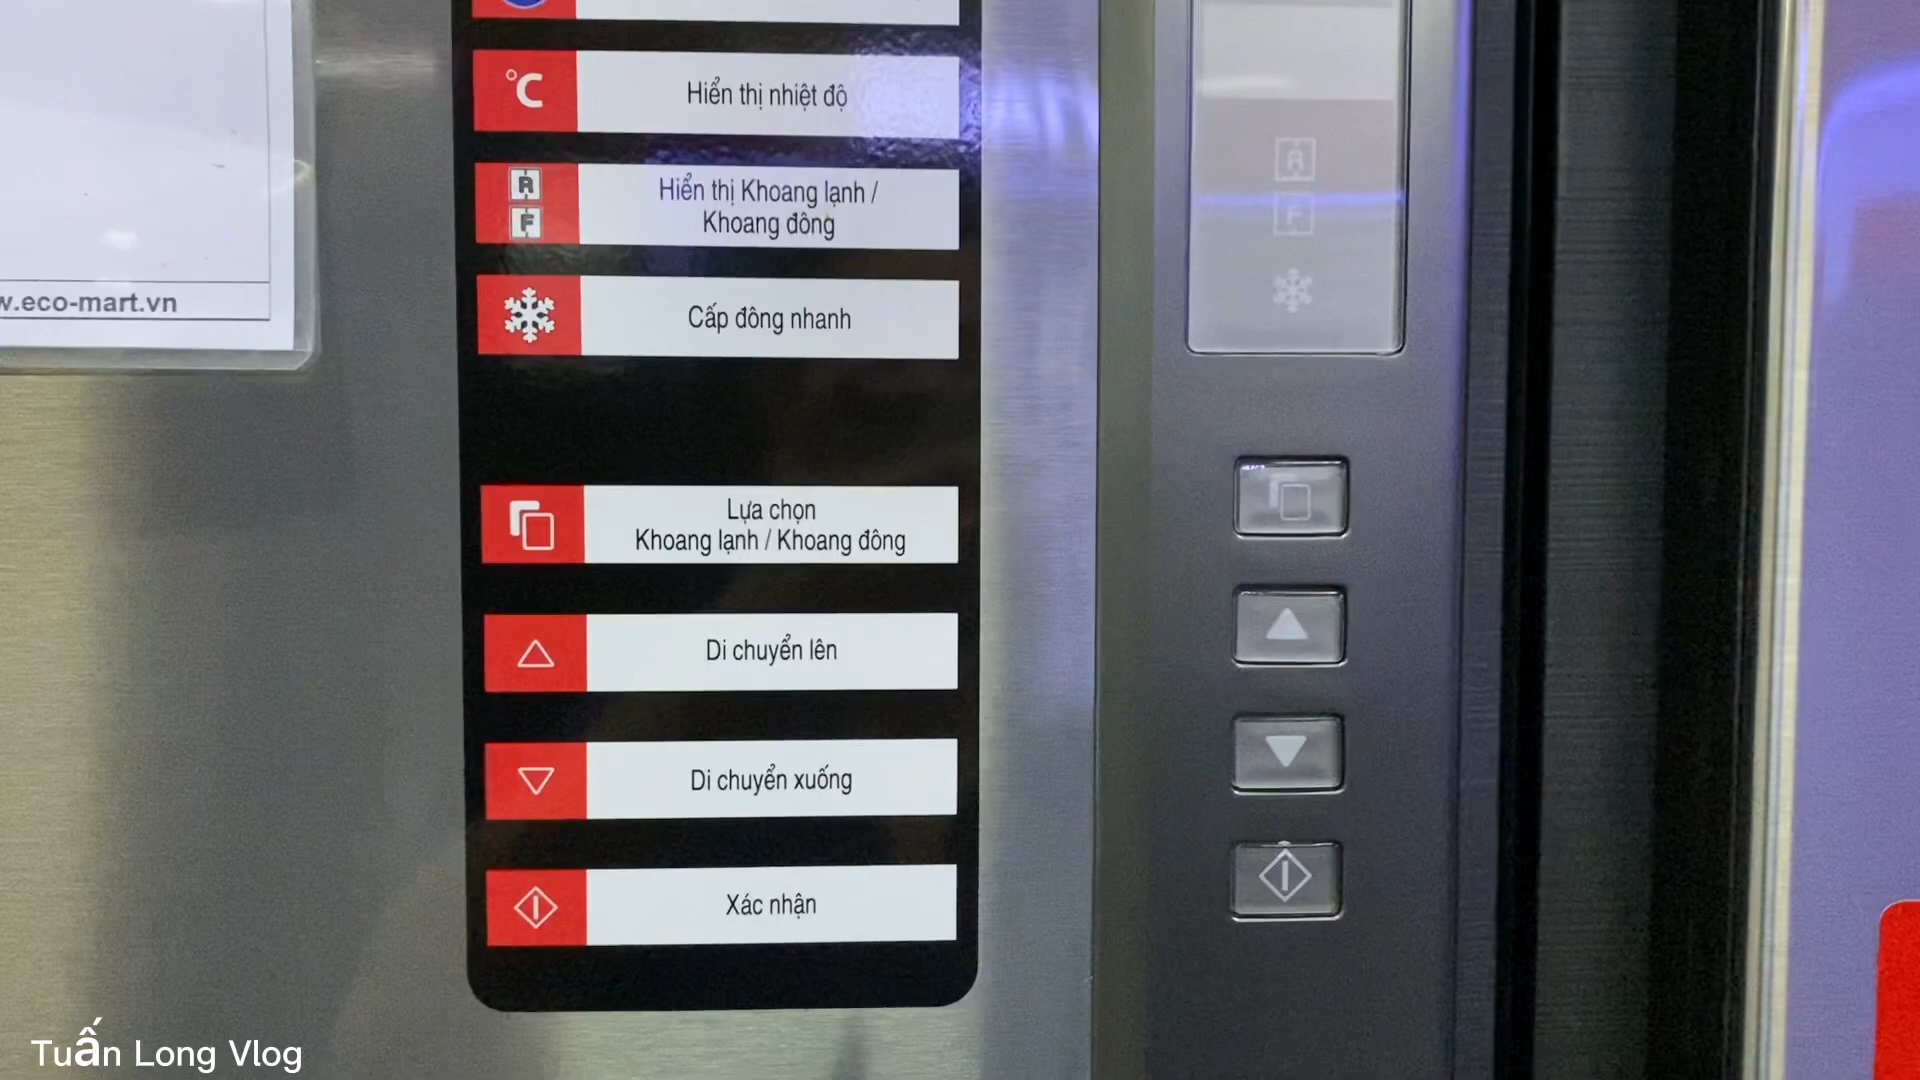 °C
Hiển thị nhiệt độ
R
F
Hiển thị Khoang lạnh /
Khoang đông
R
F
Cấp đông nhanh
.eco-mart.vn
Lựa chọn
Khoang lạnh / Khoang đông
Di chuyển lên
Di chuyển xuống
Xác nhận
Tuấn Long Vlog